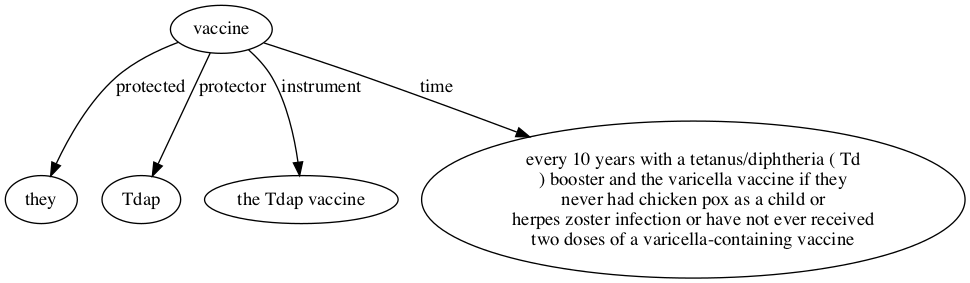 vaccine
protected
protector
instrument
time
they
Tdap
the Tdap vaccine
every 10 years with a tetanus/diphtheria ( Td
) booster and the varicella vaccine if they
never had chicken pox as a child or
herpes zoster infection or have not ever received
two doses of a varicella-containing vaccine